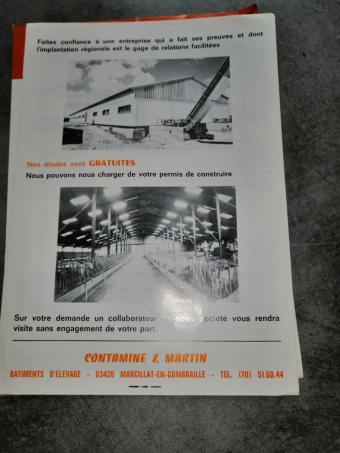 Faites confiance à une entreprise qui a fait ses preuves et dont
l'implantation régionale est le gage de relations facilitées
Nos études sont GRATUITES
Nous pouvons nous charger de votre permis de construire
Sur votre demande un collaborateur de notre société vous rendra
visite sans engagement de votre part.
CONTAMINE & MARTIN
BATIMENTS D'ELEVAGE - 03420 MARCILLAT-EN-COMBRAILLE - TEL. (70) 51.60.44